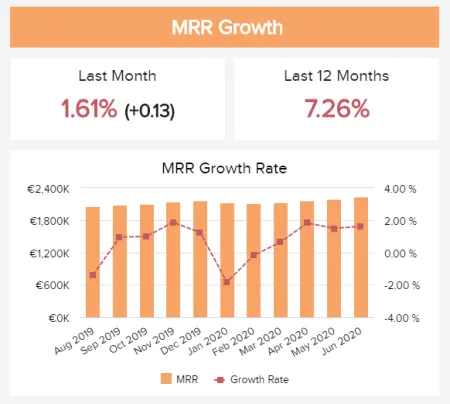 MRR Growth
Last Month
1.61% (+0.13)
Last 12 Months
7.26%
MRR Growth Rate
€2,400K
€1,800K
€1,200K
€600K
€0K
4.00 %
2.00 %
0.00 %
-2.00 %
-4.00 %
Aug 2019
Sep 2019
Oct 2019
Nov 2019
Dec 2019
Jan 2020
Feb 2020
Mar 2020
Apr 2020
May 2020
Jun 2020
MRR
Growth Rate